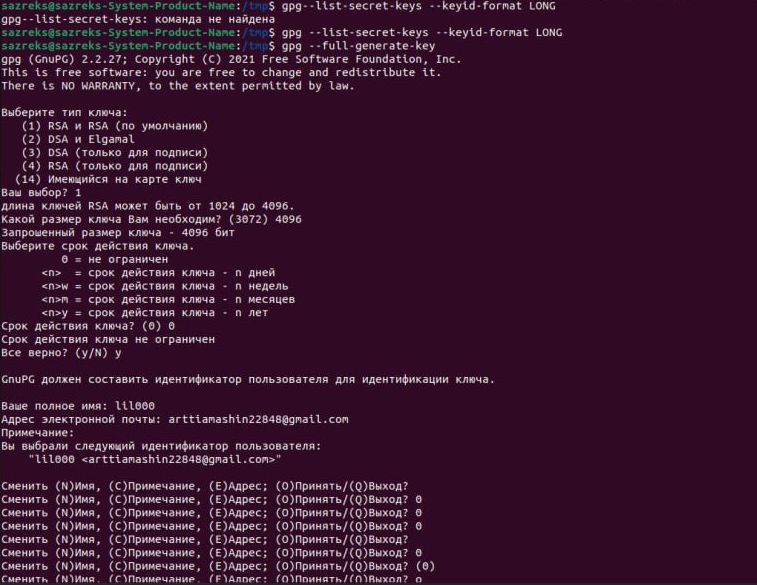 sazreks@sazreks-System-Product-Name:/tmp$ gpg--list-secret-keys --keyid-format LONG
gpg--list-secret-keys: команда не найдена
sazreks@sazreks-System-Product-Name:/tmp$ gpg --list-secret-keys --keyid-format LONG
sazreks@sazreks-System-Product-Name:/tmp$ gpg --full-generate-key
gpg (GnuPG) 2.2.27; Copyright (C) 2021 Free Software Foundation, Inc.
This is free software: you are free to change and redistribute it.
There is NO WARRANTY, to the extent permitted by law.
Выберите тип ключа:
(1) RSA и RSA (по умолчанию)
(2) DSA и Elgamal
(3) DSA (только для подписи)
(4) RSA (только для подписи)
(14) Имеющийся на карте ключ
Ваш выбор? 1
длина ключей RSA может быть от 1024 до 4096.
Какой размер ключа Вам необходим? (3072) 4096
Запрошенный размер ключа - 4096 бит
Выберите срок действия ключа.
0 = не ограничен
<n> = срок действия ключа - n дней
<n>w = срок действия ключа - n недель
<n>m = срок действия ключа - n месяцев
<n>y = срок действия ключа - n лет
Срок действия ключа? (0) 0
Срок действия ключа не ограничен
Все верно? (y/N) y
GnuPG должен составить идентификатор пользователя для идентификации ключа.
Ваше полное имя: lil000
Адрес электронной почты: arttiamashin22848@gmail.com
Примечание:
Вы выбрали следующий идентификатор пользователя:
"lil000 <arttiamashin22848@gmail.com>"
Сменить (N)Имя, (C)Примечание, (E)Адрес; (O)Принять/(Q)Выход?
Сменить (N)Имя, (C)Примечание, (E)Адрес; (O)Принять/(Q)Выход? 0
Сменить (N)Имя, (C)Примечание, (E)Адрес; (O)Принять/(Q)Выход? 0
Сменить (N)Имя, (C)Примечание, (E)Адрес; (O)Принять/(Q)Выход? 0
Сменить (N)Имя, (C)Примечание, (E)Адрес; (O)Принять/(Q)Выход?
Сменить (N)Имя, (C)Примечание, (E)Адрес; (O)Принять/(Q)Выход? 0
Сменить (N)Имя, (C)Примечание, (E)Адрес; (O)Принять/(Q)Выход? (0)
Сменить (N)Имя, (C)Примечание, (E)Адрес; (O)Принять/(Q)Выход? o